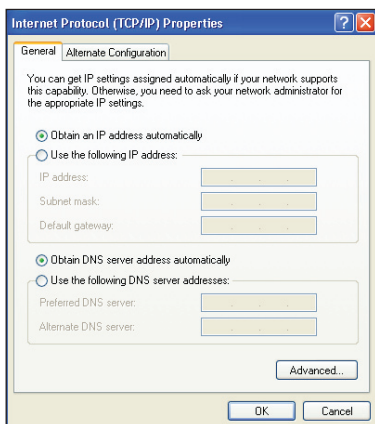 Internet Protocol (TCP/IP) Properties
General
Alternate Configuration
You can get IP settings assigned automatically if your network supports
this capability. Otherwise, you need to ask your network administrator for
the appropriate IP settings.
Obtain an IP address automatically
Use the following IP address:
IP address:
Subnet mask:
Default gateway:
Obtain DNS server address automatically
Use the following DNS server addresses:
Preferred DNS server:
Alternate DNS server:
Advanced...
OK
Cancel